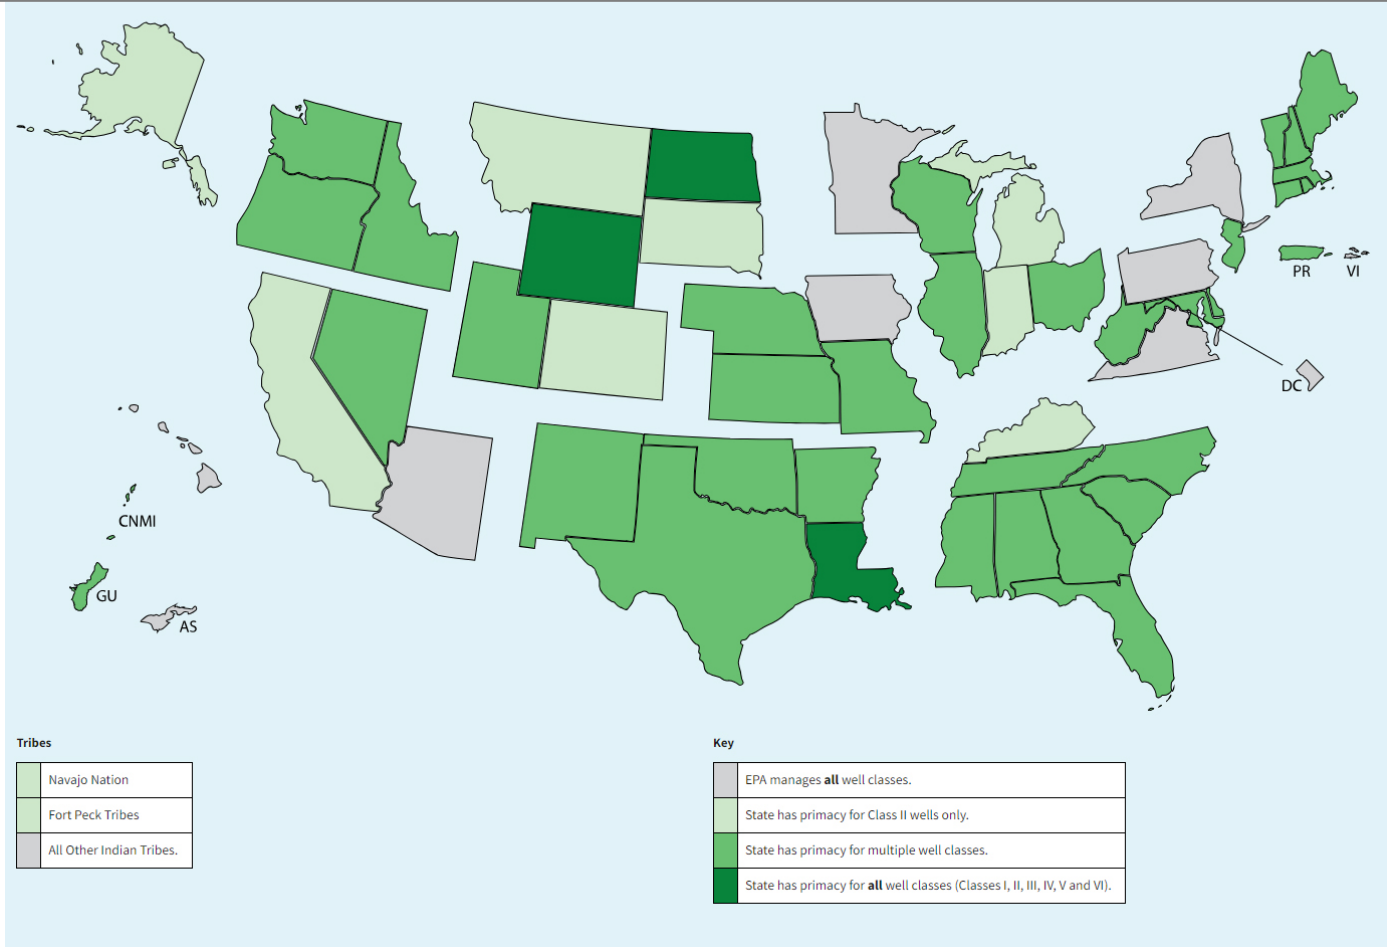 PR
VI
DC
CNMI
GU
AS
Tribes
Navajo Nation
Fort Peck Tribes
All Other Indian Tribes.
Key
EPA manages all well classes.
State has primacy for Class II wells only.
State has primacy for multiple well classes.
State has primacy for all well classes (Classes I, II, III, IV, V and VI).